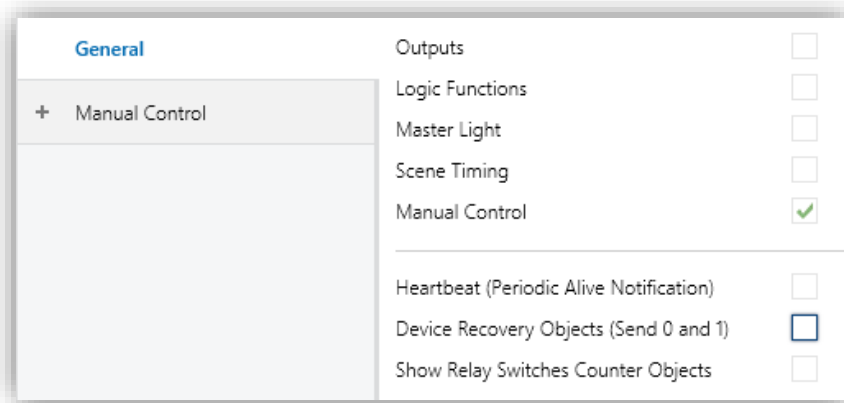 General
+ Manual Control
Outputs
Logic Functions
Master Light
Scene Timing
Manual Control
Heartbeat (Periodic Alive Notification)
Device Recovery Objects (Send 0 and 1)
Show Relay Switches Counter Objects